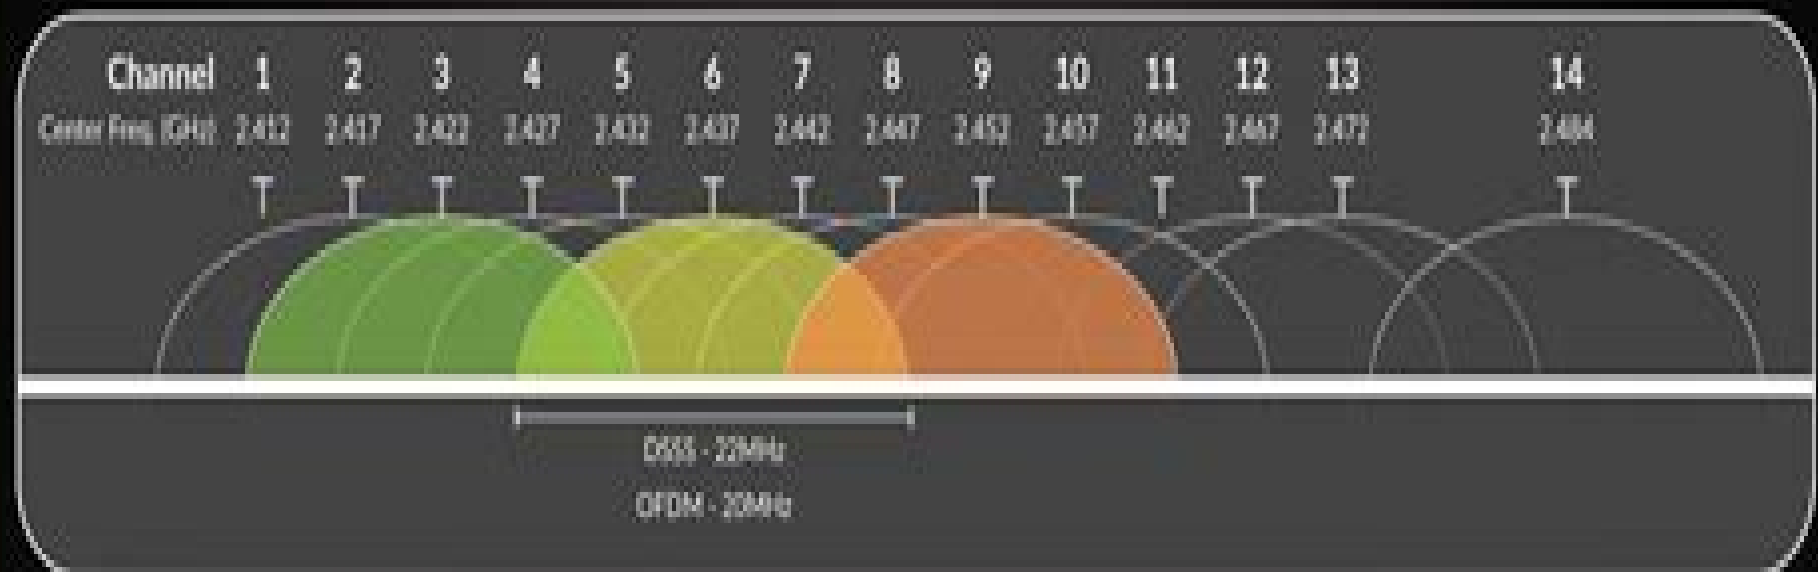 Channel 1 2 3 4 5 6 7 8 9 10 11 12 13 14
Center Freq. (GHz) 2.412 2.417 2.422 2.427 2.432 2.437 2.442 2.447 2.452 2.457 2.462 2.467 2.472 2.484
DSSS - 22MHz
OFDM - 20MHz